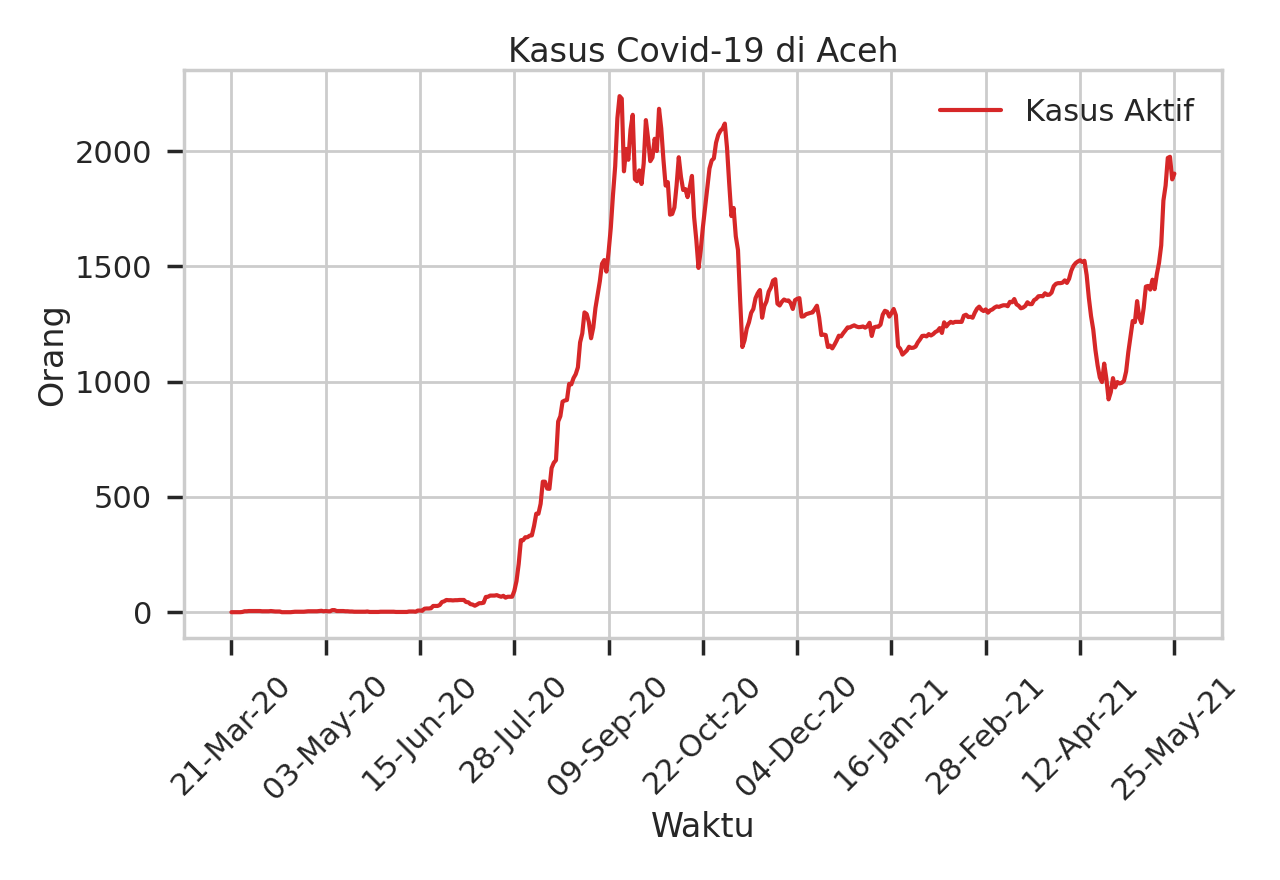 Kasus Covid-19 di Aceh
Kasus Aktif
2000
1500
1000
500
0
Orang
21-Mar-20
03-May-20
15-Jun-20
28-Jul-20
09-Sep-20
22-Oct-20
04-Dec-20
16-Jan-21
28-Feb-21
12-Apr-21
25-May-21
Waktu